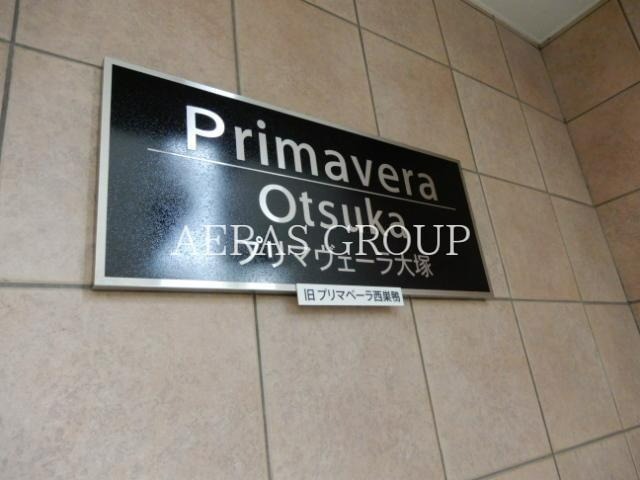 Primavera
Otsuka
AERAS GROUP
プリマヴェーラ大塚
旧 プリマベーラ西巣鴨